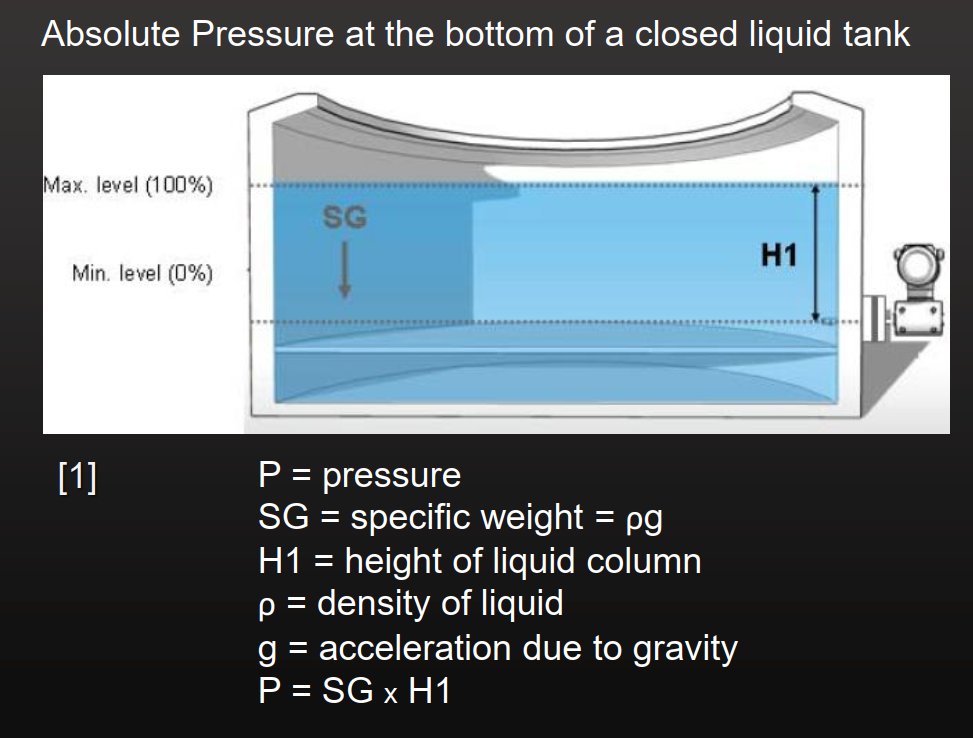 Absolute Pressure at the bottom of a closed liquid tank
Max. level (100%)
SG
H1
Min. level (0%)
[1]
P = pressure
SG = specific weight = ρg
H1 = height of liquid column
ρ = density of liquid
g = acceleration due to gravity
P = SG x H1